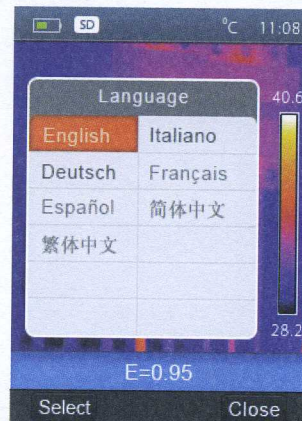 SD °C 11:08
Language
40.6
English Italiano
Deutsch Français
Español 简体中文
繁体中文
28.2
E=0.95
Select Close